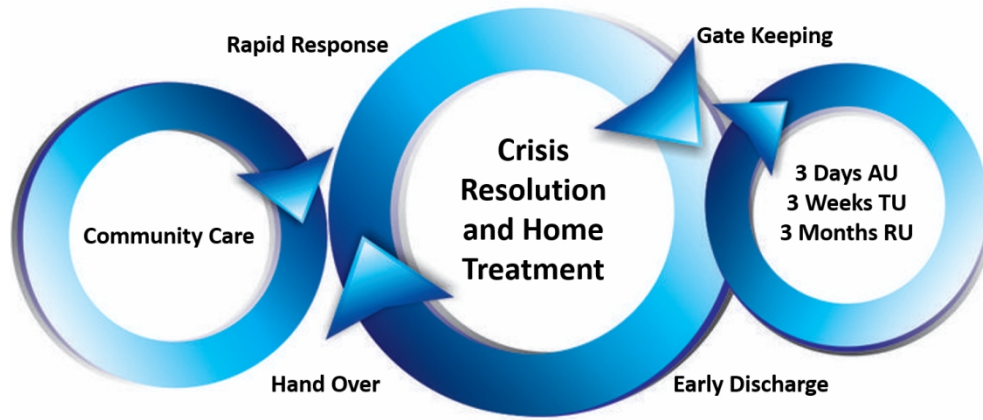 Rapid Response
Gate Keeping
Community Care
Crisis
Resolution
and Home
Treatment
3 Days AU
3 Weeks TU
3 Months RU
Hand Over
Early Discharge